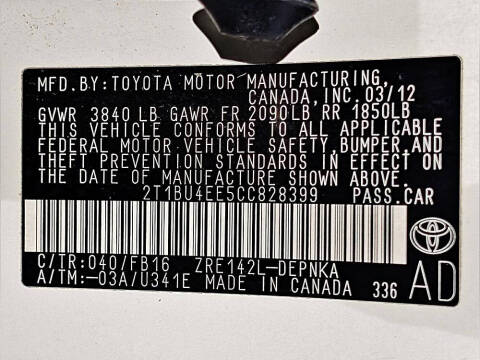 MFD. BY: TOYOTA MOTOR MANUFACTURING,
CANADA, INC. 03/12
GVWR 3840 LB GAWR FR 2090LB RR 1850LB
THIS VEHICLE CONFORMS TO ALL APPLICABLE
FEDERAL MOTOR VEHICLE SAFETY, BUMPER, AND
THEFT PREVENTION STANDARDS IN EFFECT ON
THE DATE OF MANUFACTURE SHOWN ABOVE.
2T1BU4EE5CC828399 PASS.CAR
C/TR: 040/FB16 ZRE142L-DEPNKA
A/TM: -03A/U341E MADE IN CANADA 336 AD